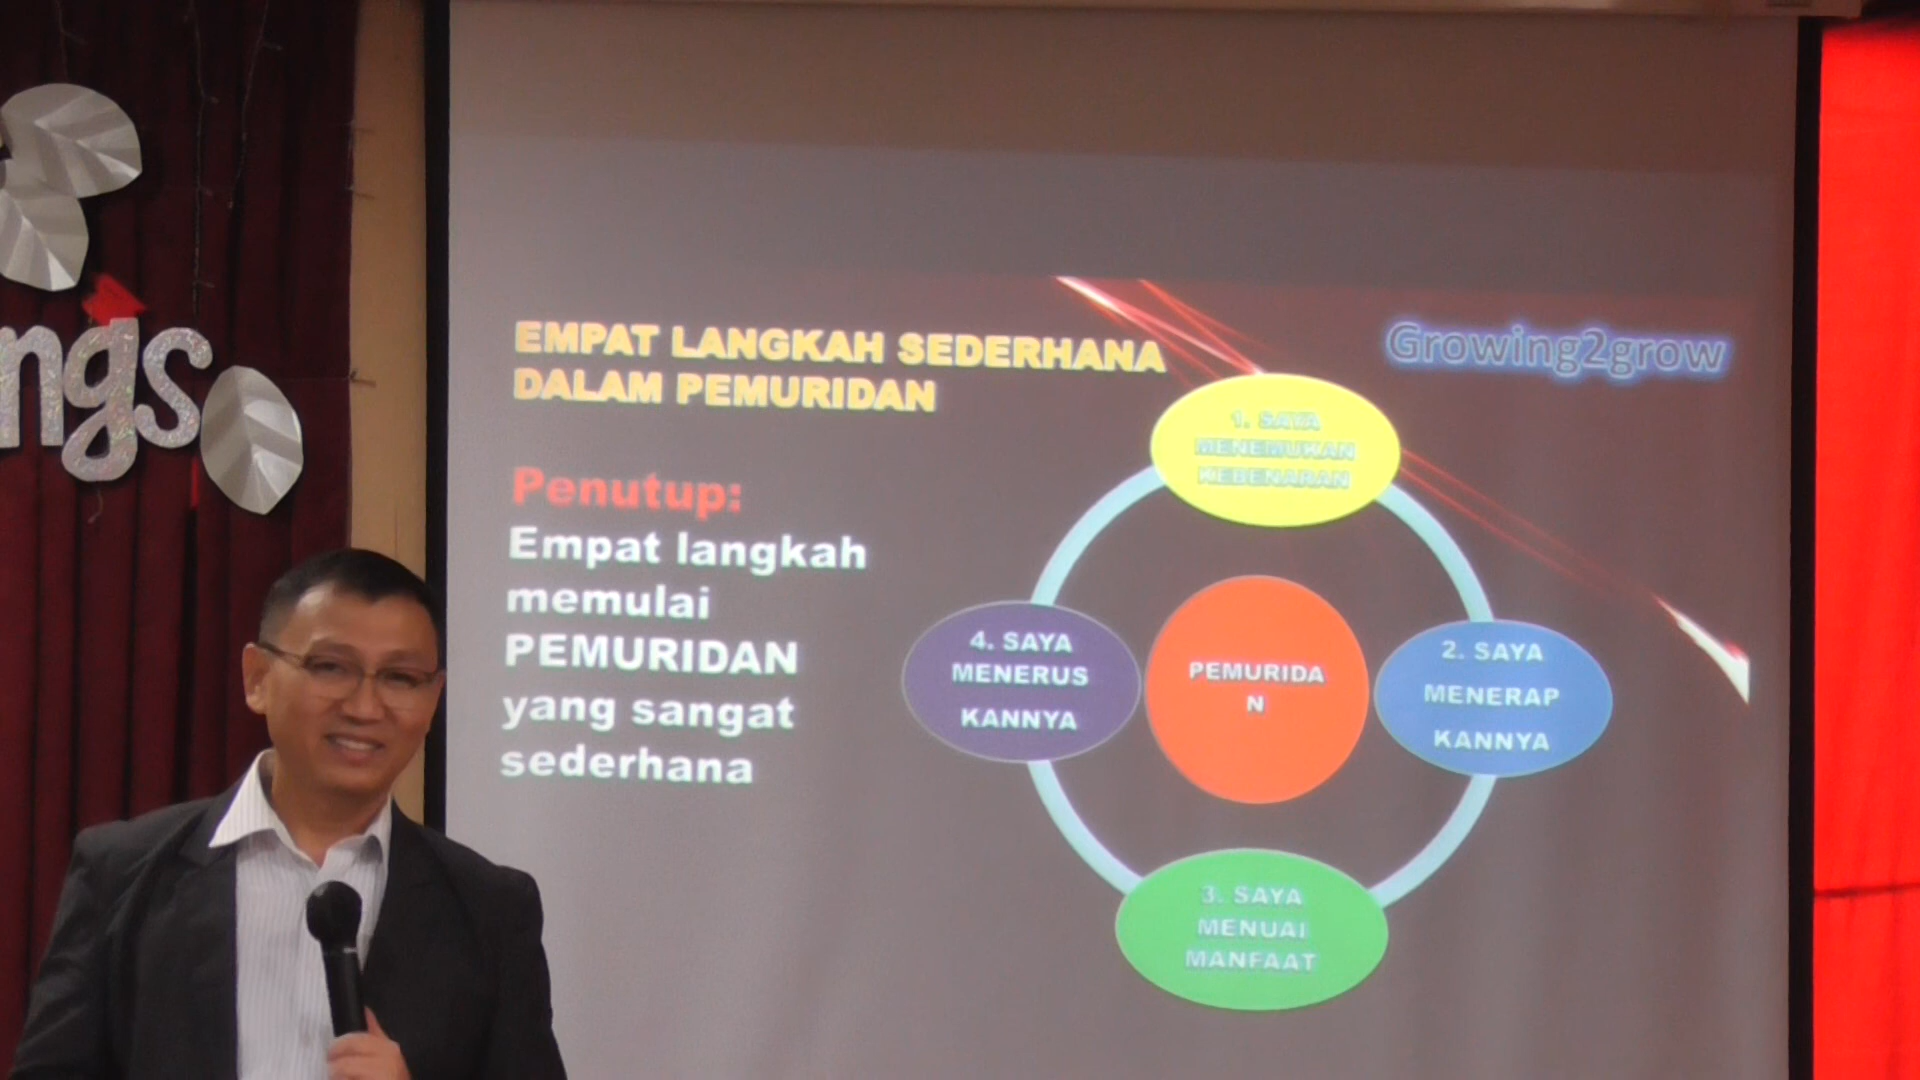 ngs
EMPAT LANGKAH SEDERHANA
DALAM PEMURIDAN
Growing2grow
Penutup:
Empat langkah
memulai
PEMURIDAN
yang sangat
sederhana
1. SAYA
MENEMUKAN
KEBENARAN
2. SAYA
MENERAP
KANNYA
3. SAYA
MENUAI
MANFAAT
4. SAYA
MENERUS
KANNYA
PEMURIDA
N